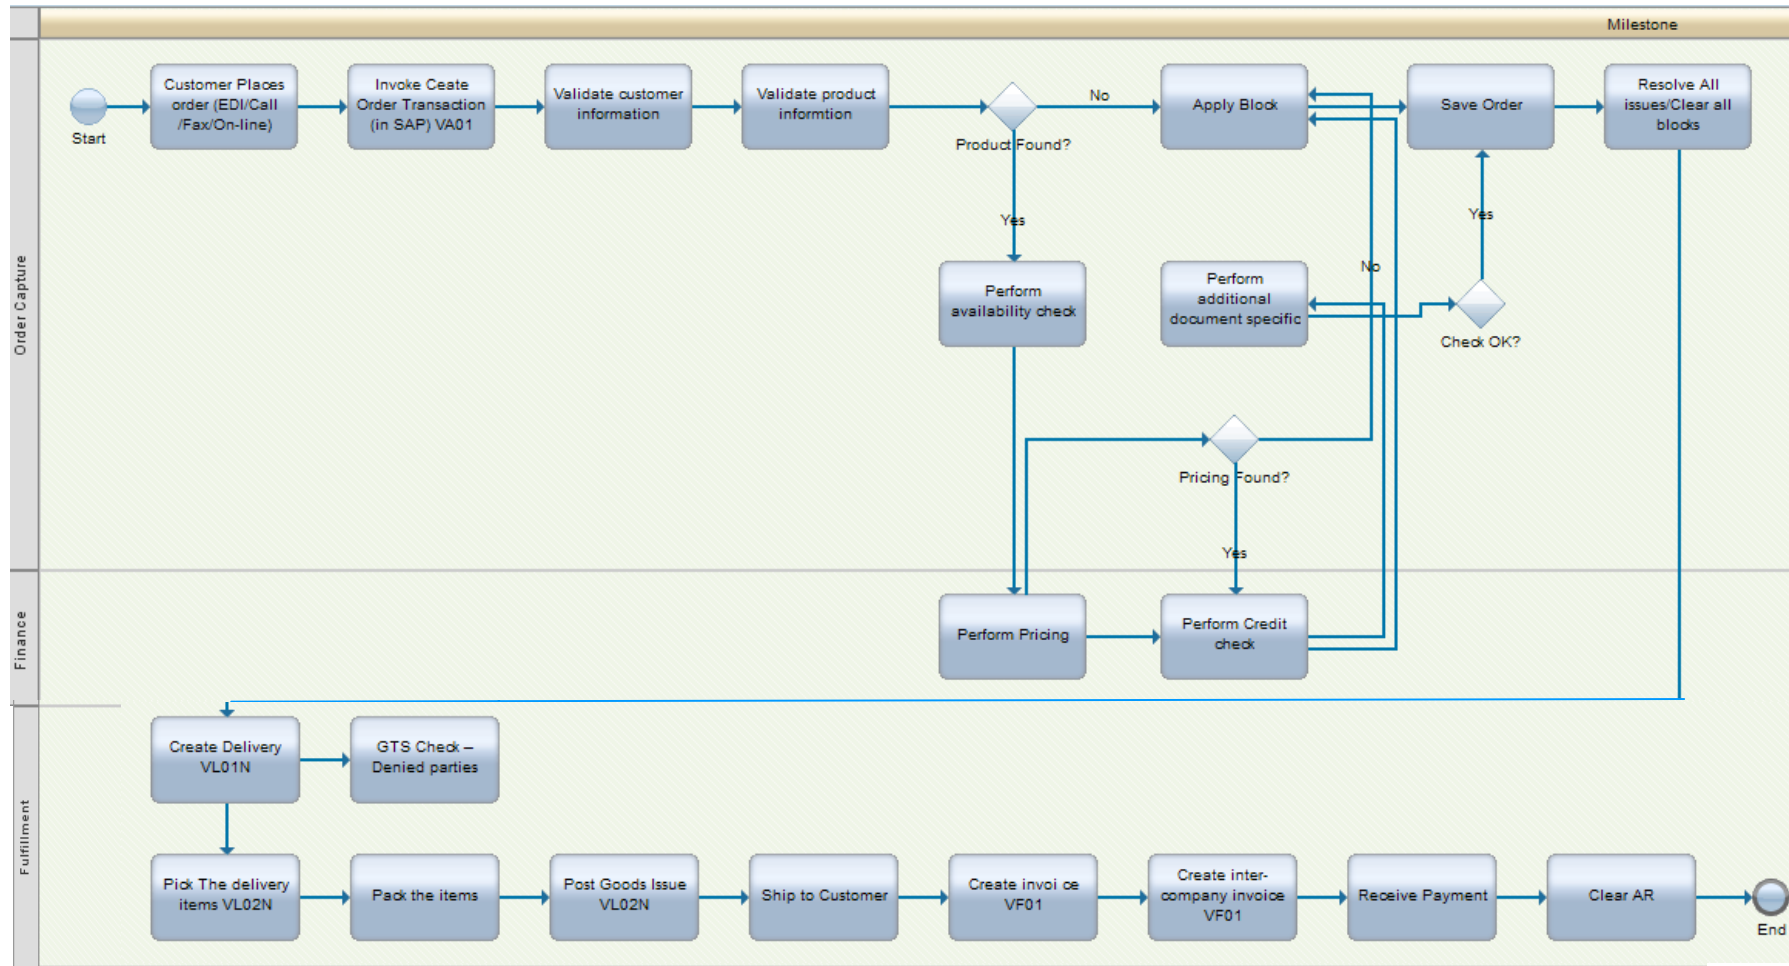 Milestone
Order Capture
Start
Customer Places
order (EDI/Call
/Fax/On-line)
Invoke Ceate
Order Transaction
(in SAP) VA01
Validate customer
information
Validate product
informtion
Product Found?
No
Yes
Apply Block
Save Order
Resolve All
issues/Clear all
blocks
Perform
availability check
Perform
additional
document specific
No
Yes
Check OK?
Pricing Found?
Yes
Finance
Perform Pricing
Perform Credit
check
Fulfillment
Create Delivery
VL01N
GTS Check –
Denied parties
Pick The delivery
items VL02N
Pack the items
Post Goods Issue
VL02N
Ship to Customer
Create invoi ce
VF01
Create inter-
company invoice
VF01
Receive Payment
Clear AR
End